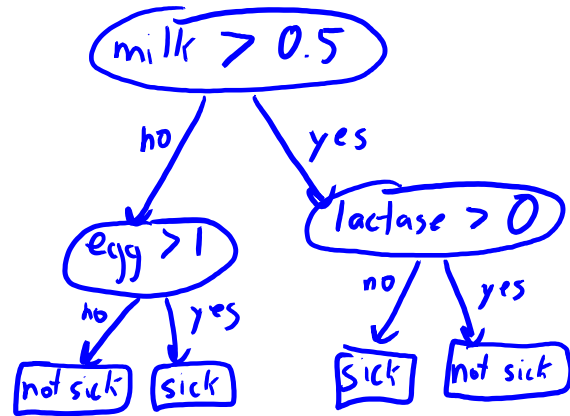 milk > 0.5
no yes
egg > 1 lactase > 0
no yes no yes
not sick sick sick not sick